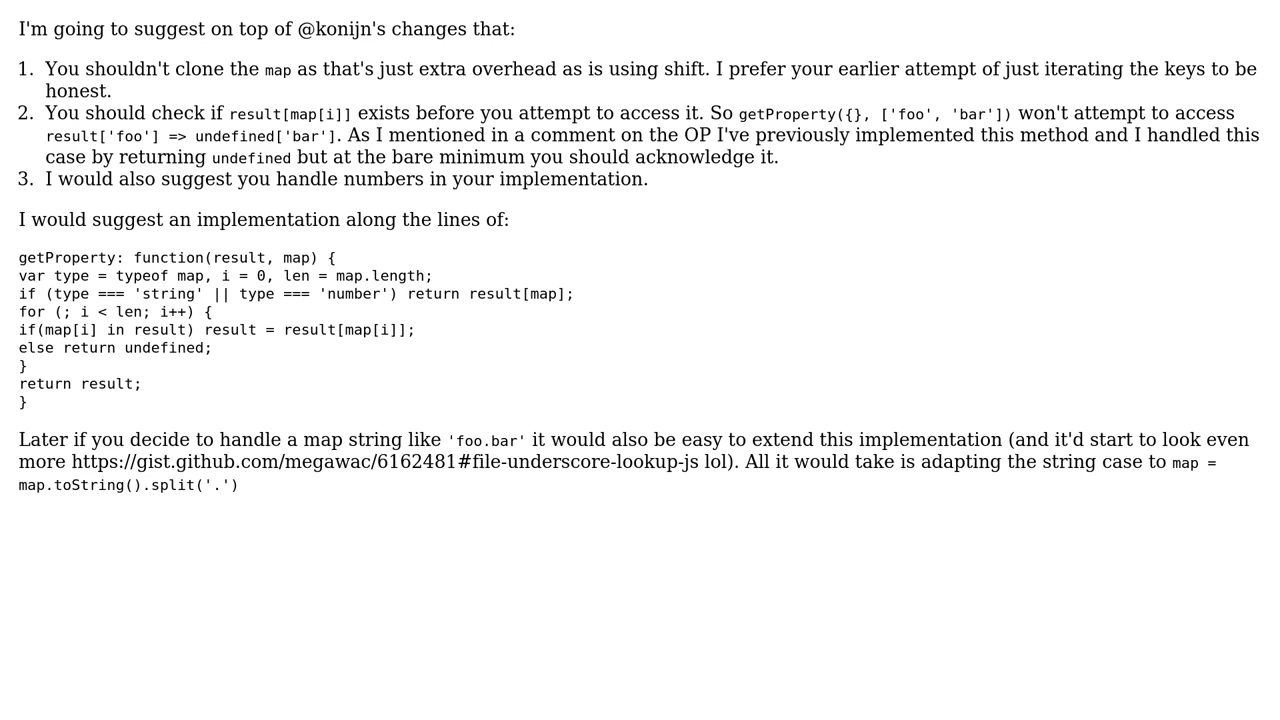 I'm going to suggest on top of @konijn's changes that:
1. You shouldn't clone the map as that's just extra overhead as is using shift. I prefer your earlier attempt of just iterating the keys to be
honest.
2. You should check if result[map[i]] exists before you attempt to access it. So getProperty({}, ['foo', 'bar']) won't attempt to access
result['foo'] => undefined['bar']. As I mentioned in a comment on the OP I've previously implemented this method and I handled this
case by returning undefined but at the bare minimum you should acknowledge it.
3. I would also suggest you handle numbers in your implementation.
I would suggest an implementation along the lines of:
getProperty: function(result, map) {
var type = typeof map, i = 0, len = map.length;
if (type === 'string' || type === 'number') return result[map];
for (; i < len; i++) {
if(map[i] in result) result = result[map[i]];
else return undefined;
}
return result;
}
Later if you decide to handle a map string like 'foo.bar' it would also be easy to extend this implementation (and it'd start to look even
more https://gist.github.com/megawac/6162481#file-underscore-lookup-js lol). All it would take is adapting the string case to map =
map.toString().split('.')